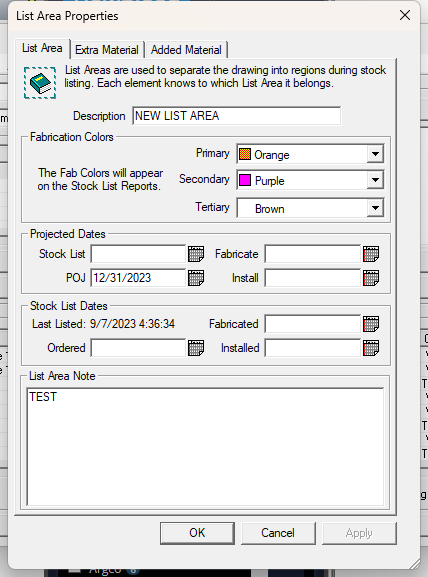 List Area Properties
List Area
Extra Material
Added Material
List Areas are used to separate the drawing into regions during stock
listing. Each element knows to which List Area it belongs.
Description
NEW LIST AREA
Fabrication Colors
The Fab Colors will appear
on the Stock List Reports.
Primary
Orange
Secondary
Purple
Tertiary
Brown
Projected Dates
Stock List
Fabricate
POJ
12/31/2023
Install
Stock List Dates
Last Listed: 9/7/2023 4:36:34
Fabricated
Ordered
Installed
List Area Note
TEST
OK
Cancel
Apply
Argco